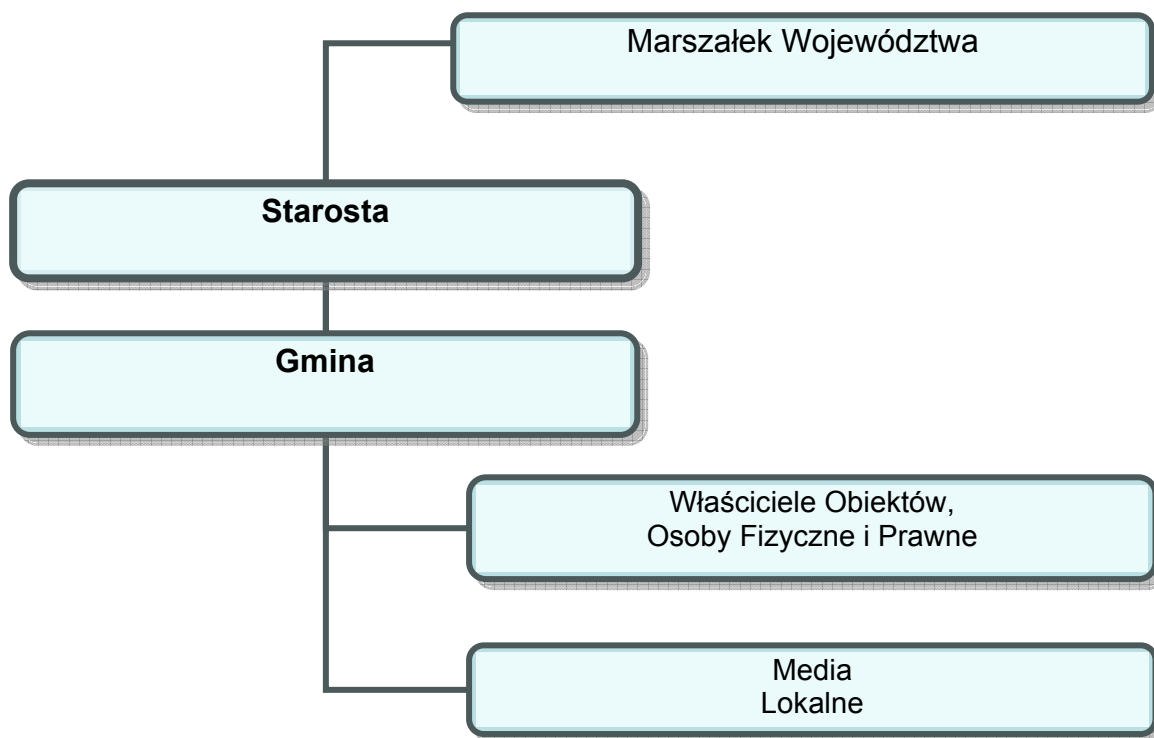 Marszałek Województwa
Starosta
Gmina
Właściciele Obiektów,
Osoby Fizyczne i Prawne
Media
Lokalne